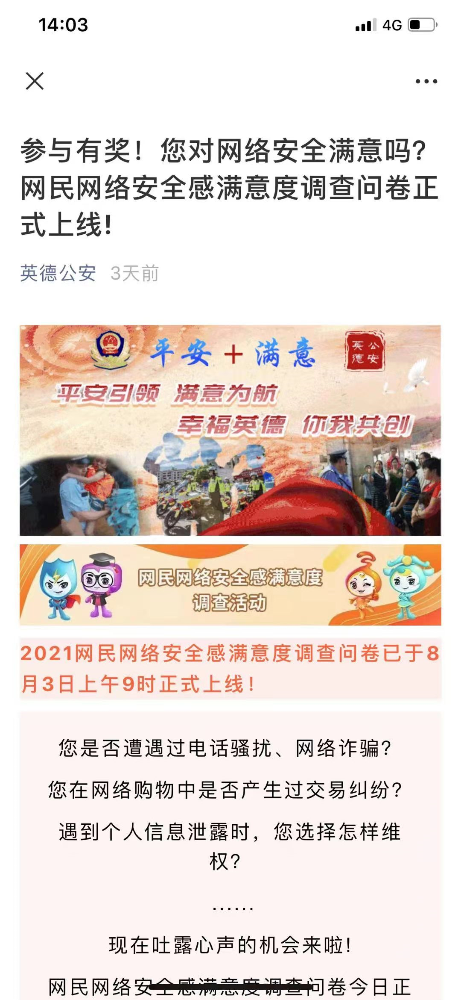 14:03
4G
参与有奖！您对网络安全满意吗？
网民网络安全感满意度调查问卷正
式上线！
英德公安 3天前
平安+满意
英德公安
平安引领 满意为航
幸福英德 你我共创
网民网络安全感满意度
调查活动
2021网民网络安全感满意度调查问卷已于8
月3日上午9时正式上线！
您是否遭遇过电话骚扰、网络诈骗？
您在网络购物中是否产生过交易纠纷？
遇到个人信息泄露时，您选择怎样维
权？
......
现在吐露心声的机会来啦！
网民网络安全感满意度调查问卷今日正